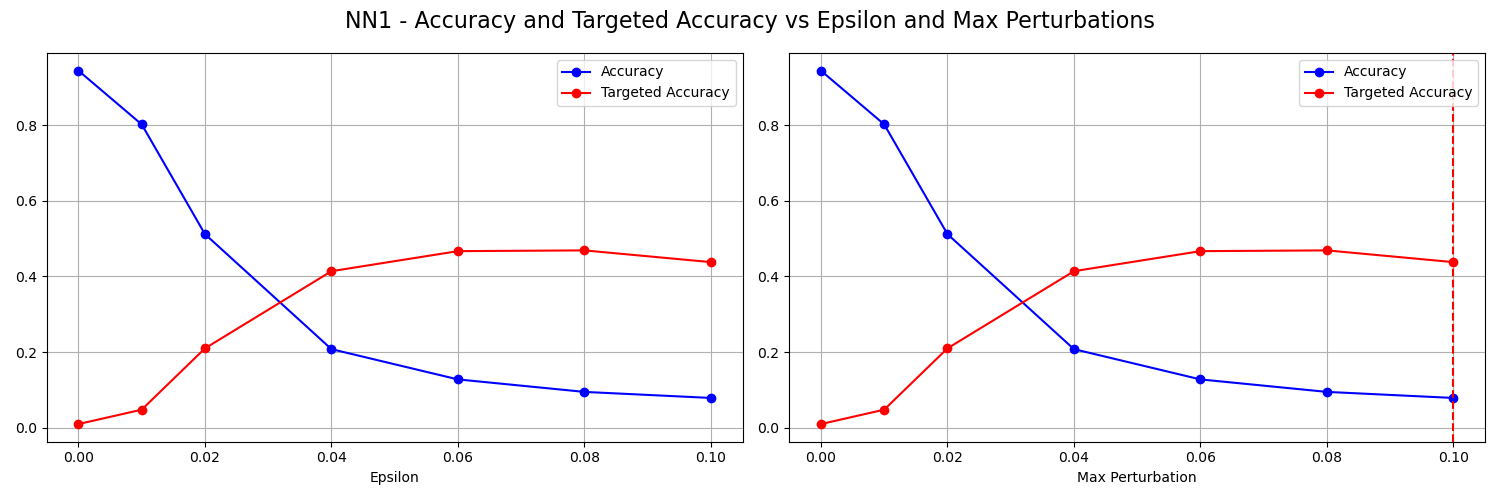 NN1 - Accuracy and Targeted Accuracy vs Epsilon and Max Perturbations
Accuracy
Targeted Accuracy
0.8
0.6
0.4
0.2
0.0
0.00 0.02 0.04 0.06 0.08 0.10
Epsilon
Accuracy
Targeted Accuracy
0.8
0.6
0.4
0.2
0.0
0.00 0.02 0.04 0.06 0.08 0.10
Max Perturbation